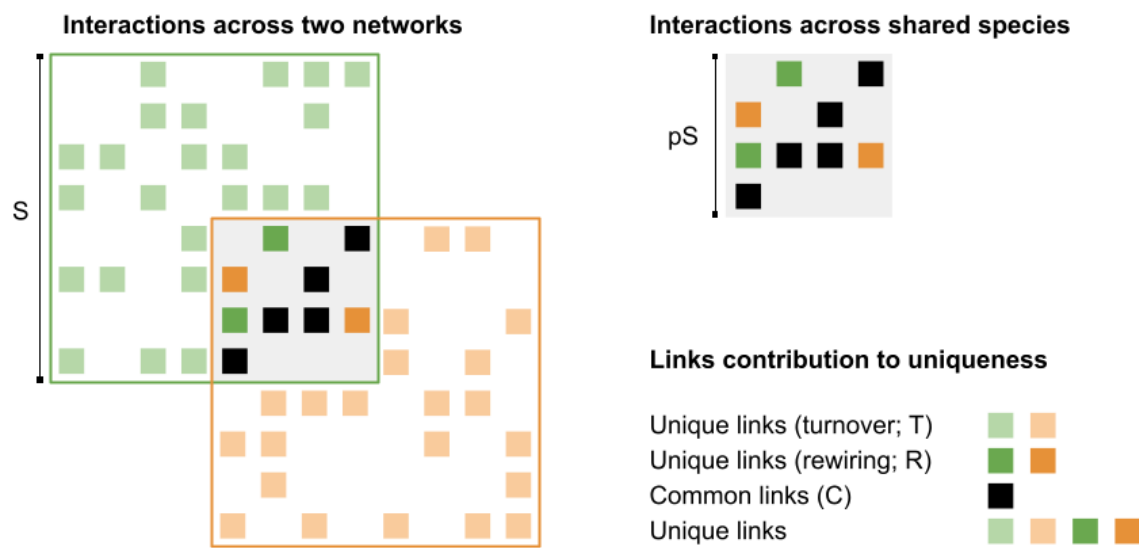 Interactions across two networks
S
Interactions across shared species
pS
Links contribution to uniqueness
Unique links (turnover; T)
Unique links (rewiring; R)
Common links (C)
Unique links